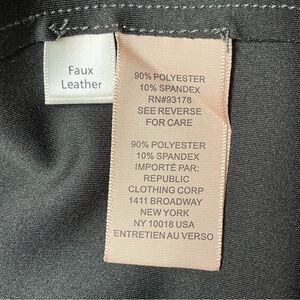 Faux
Leather
90% POLYESTER
10% SPANDEX
RN#93178
SEE REVERSE
FOR CARE
90% POLYESTER
10% SPANDEX
IMPORTÉ PAR:
REPUBLIC
CLOTHING CORP
1411 BROADWAY
NEW YORK
NY 10018 USA
ENTRETIEN AU VERSO